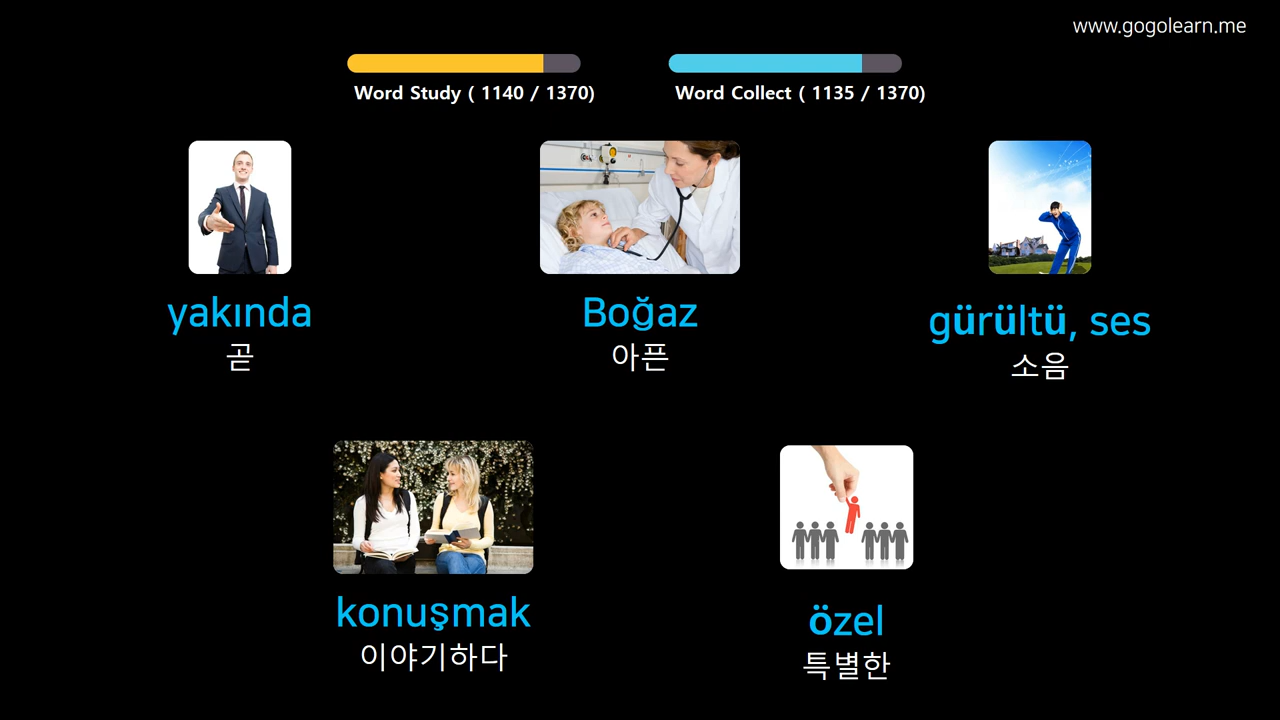 www.gogolearn.me
Word Study ( 1140 / 1370)
Word Collect ( 1135 / 1370)
yakında
곧
Boğaz
아픈
gürültü, ses
소음
konuşmak
이야기하다
özel
특별한